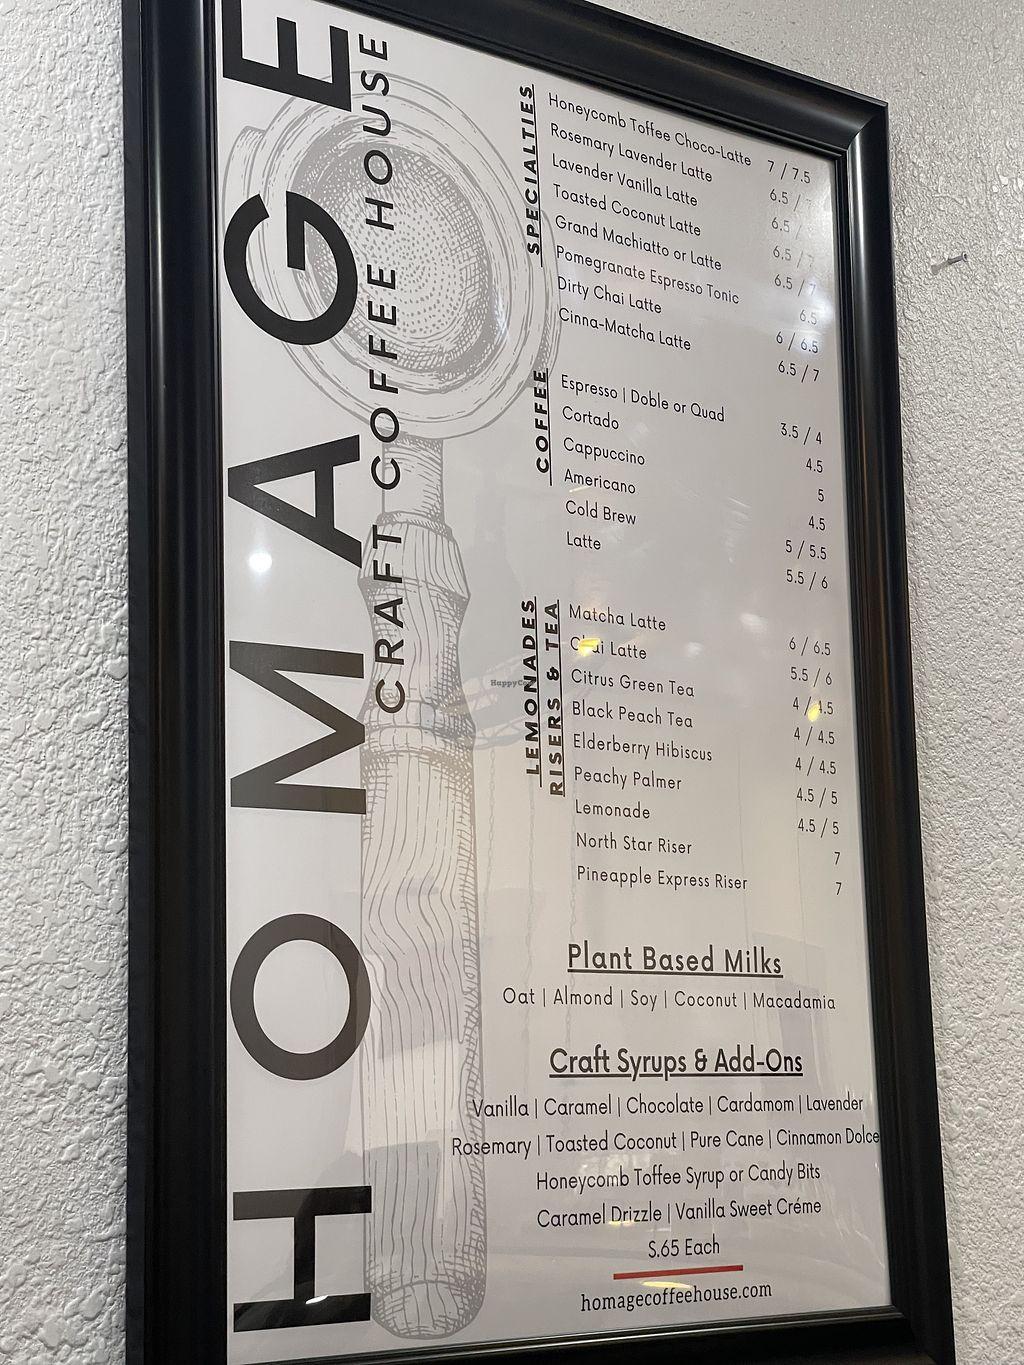 HOMAGE
CRAFT COFFEE HOUSE
SPECIALTIES
Honeycomb Toffee Choco-Latte 7 / 7.5
Rosemary Lavender Latte 6.5 /
Lavender Vanilla Latte 6.5 /
Toasted Coconut Latte 6.5 / 7
Grand Machiatto or Latte 6.5 / 7
Pomegranate Espresso Tonic 6.5
Dirty Chai Latte 6 / 6.5
Cinna-Matcha Latte 6.5 / 7
COFFEE
Espresso | Doble or Quad 3.5 / 4
Cortado 4.5
Cappuccino 5
Americano 4.5
Cold Brew 5 / 5.5
Latte 5.5 / 6
LEMONADES
RISERS & TEA
Matcha Latte 6 / 6.5
Chai Latte 5.5 / 6
Citrus Green Tea 4 / 4.5
Black Peach Tea 4 / 4.5
Elderberry Hibiscus 4 / 4.5
Peachy Palmer 4.5 / 5
Lemonade 4.5 / 5
North Star Riser 7
Pineapple Express Riser 7
Plant Based Milks
Oat | Almond | Soy | Coconut | Macadamia
Craft Syrups & Add-Ons
Vanilla | Caramel | Chocolate | Cardamom | Lavender
Rosemary | Toasted Coconut | Pure Cane | Cinnamon Dolce
Honeycomb Toffee Syrup or Candy Bits
Caramel Drizzle | Vanilla Sweet Créme
S.65 Each
homagecoffeehouse.com